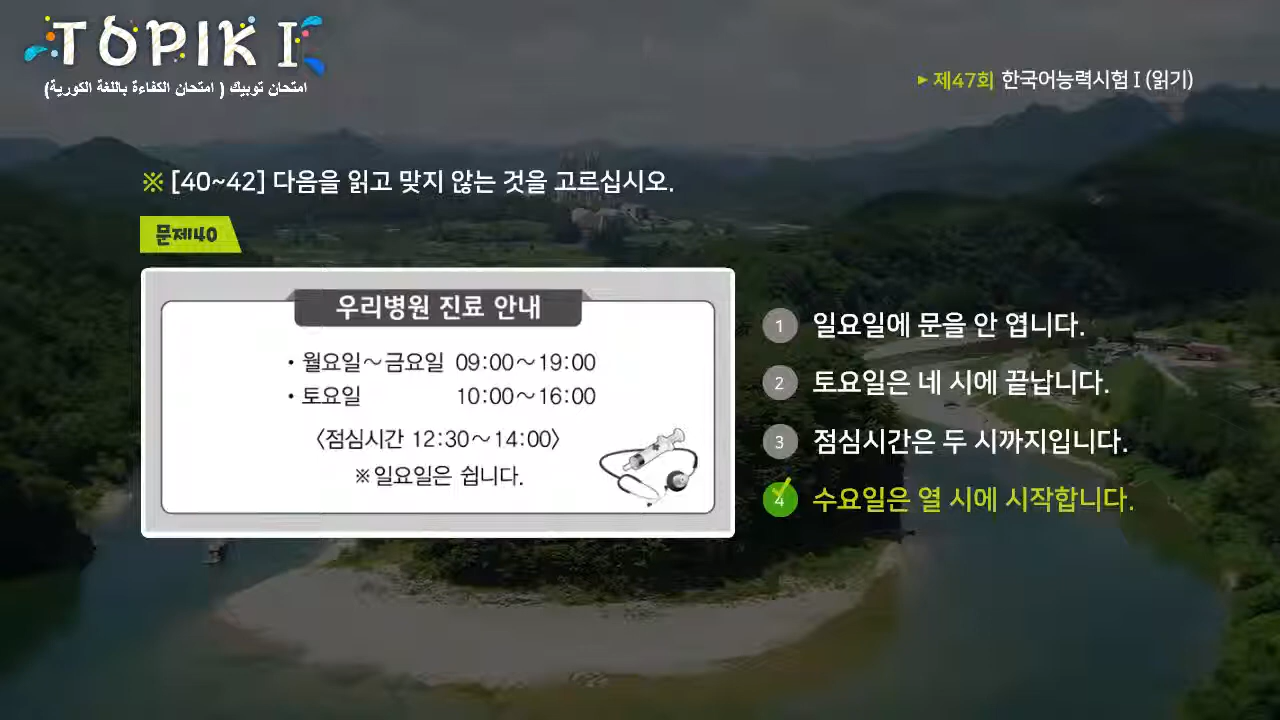 TOPIK I
امتحان توبيك ( امتحان الكفاءة باللغة الكورية)
▶ 제47회 한국어능력시험 I (읽기)
※ [40~42] 다음을 읽고 맞지 않는 것을 고르십시오.
문제40
우리병원 진료 안내
• 월요일~금요일 09:00~19:00
• 토요일 10:00~16:00
<점심시간 12:30~14:00>
※일요일은 쉽니다.
1 일요일에 문을 안 엽니다.
2 토요일은 네 시에 끝납니다.
3 점심시간은 두 시까지입니다.
4 수요일은 열 시에 시작합니다.